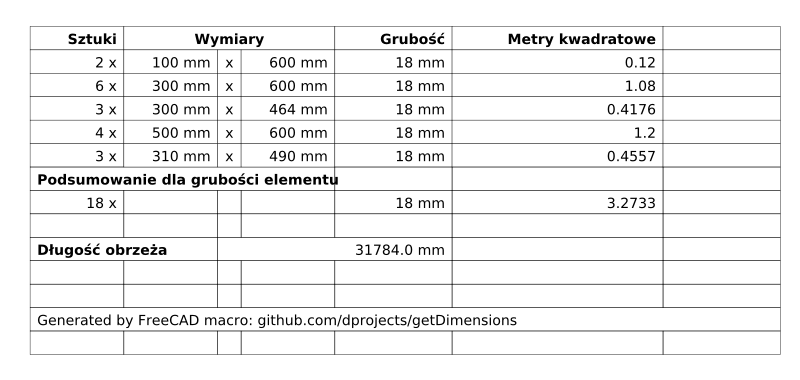 Sztuki Wymiary Grubość Metry kwadratowe
2 x 100 mm x 600 mm 18 mm 0.12
6 x 300 mm x 600 mm 18 mm 1.08
3 x 300 mm x 464 mm 18 mm 0.4176
4 x 500 mm x 600 mm 18 mm 1.2
3 x 310 mm x 490 mm 18 mm 0.4557
Podsumowanie dla grubości elementu
18 x 18 mm 3.2733
Długość obrzeża 31784.0 mm
Generated by FreeCAD macro: github.com/dprojects/getDimensions